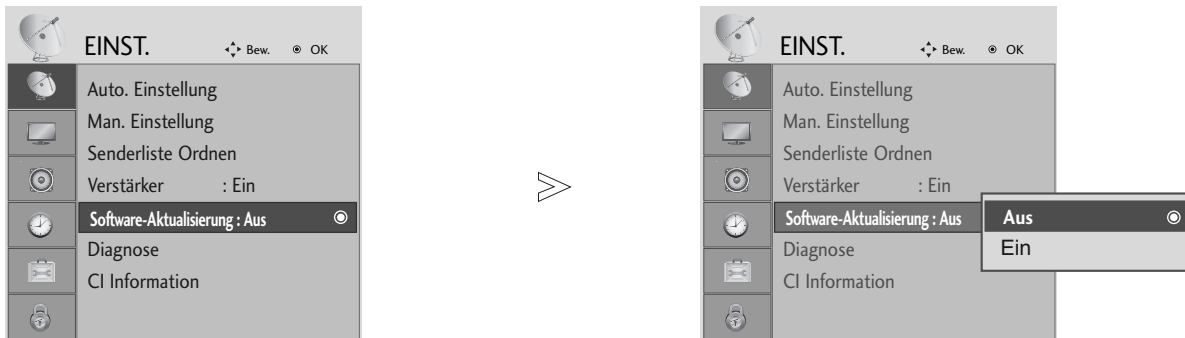 EINST. Bew. OK
Auto. Einstellung
Man. Einstellung
Senderliste Ordnen
Verstärker : Ein
Software-Aktualisierung : Aus
Diagnose
CI Information
EINST. Bew. OK
Auto. Einstellung
Man. Einstellung
Senderliste Ordnen
Verstärker : Ein
Software-Aktualisierung : Aus
Diagnose
CI Information
Aus
Ein